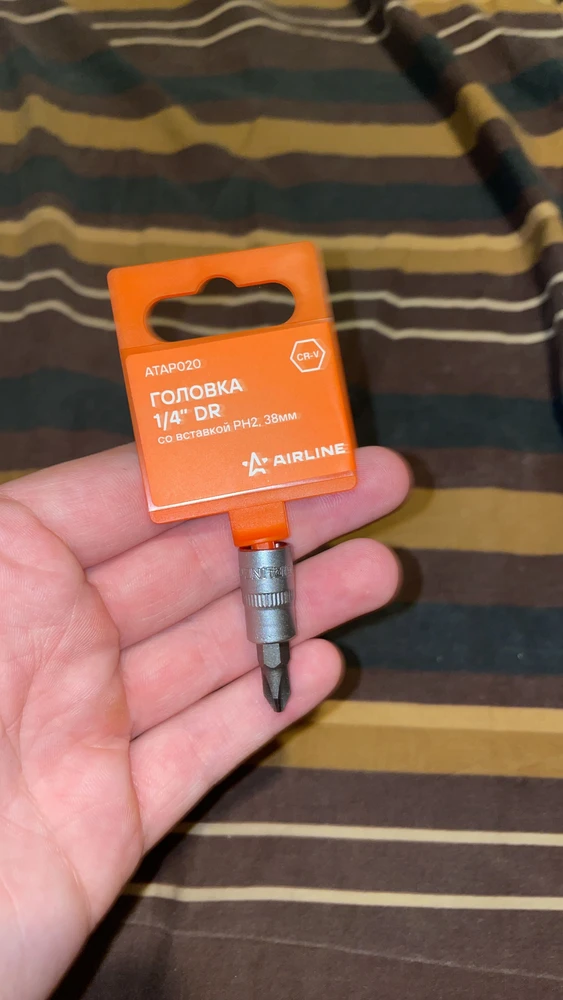 ATAP020
CR-V
ГОЛОВКА
1/4" DR
со вставкой PH2, 38мм
AIRLINE